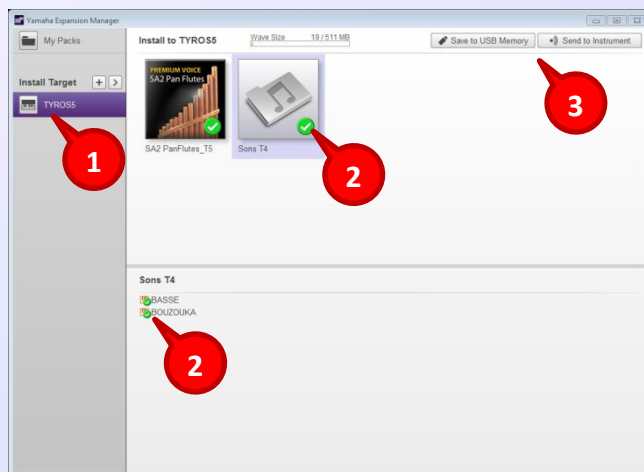 Yamaha Expansion Manager
My Packs
Install to TYROS5
Wave Size 19 / 511 MB
Save to USB Memory
Send to Instrument
Install Target
TYROS5
PREMIUM VOICE
SA2 Pan Flutes
SA2 PanFlutes_T5
Sons T4
1
2
3
Sons T4
BASSE
BOUZOUKA
2